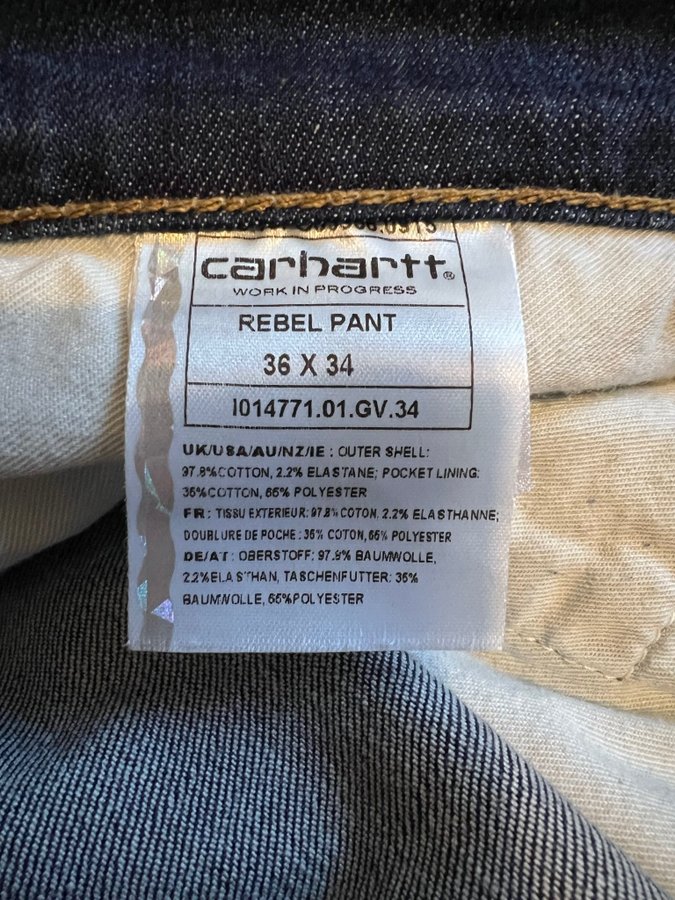 carhartt®
WORK IN PROGRESS
REBEL PANT
36 X 34
I014771.01.GV.34
UK/USA/AU/NZ/IE : OUTER SHELL:
97.8%COTTON, 2.2% ELASTANE; POCKET LINING:
35%COTTON, 65% POLYESTER
FR : TISSU EXTERIEUR: 97.8% COTON, 2.2% ELASTHANNE;
DOUBLURE DE POCHE : 35% COTON, 65% POLYESTER
DE/AT : OBERSTOFF: 97.8% BAUMWOLLE,
2.2%ELASTHAN, TASCHENFUTTER: 35%
BAUMWOLLE, 65%POLYESTER